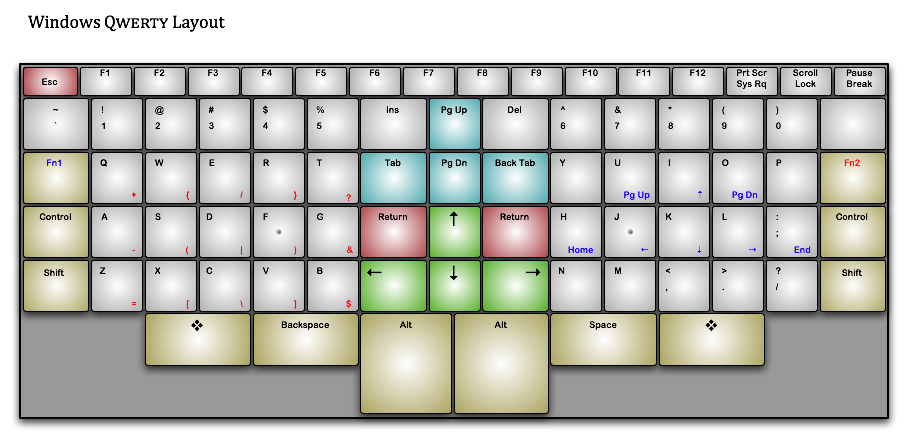 Windows QWERTY Layout
Esc F1 F2 F3 F4 F5 F6 F7 F8 F9 F10 F11 F12 Prt Scr Scroll Pause
Sys Rq Lock Break
~ ! @ # $ % Ins Pg Up Del ^ & * ( )
` 1 2 3 4 5 6 7 8 9 0
Fn1 Q W E R T Tab Pg Dn Back Tab Y U I O P Fn2
+ { / } ? Pg Up ↑ Pg Dn
Control A S D F G Return ↑ Return H J K L : Control
;
- ( | ) & Home ← ↓ → End
Shift Z X C V B ← ↓ → N M < > ? Shift
, . /
= [ \ ] $
❖ Backspace Alt Alt Space ❖